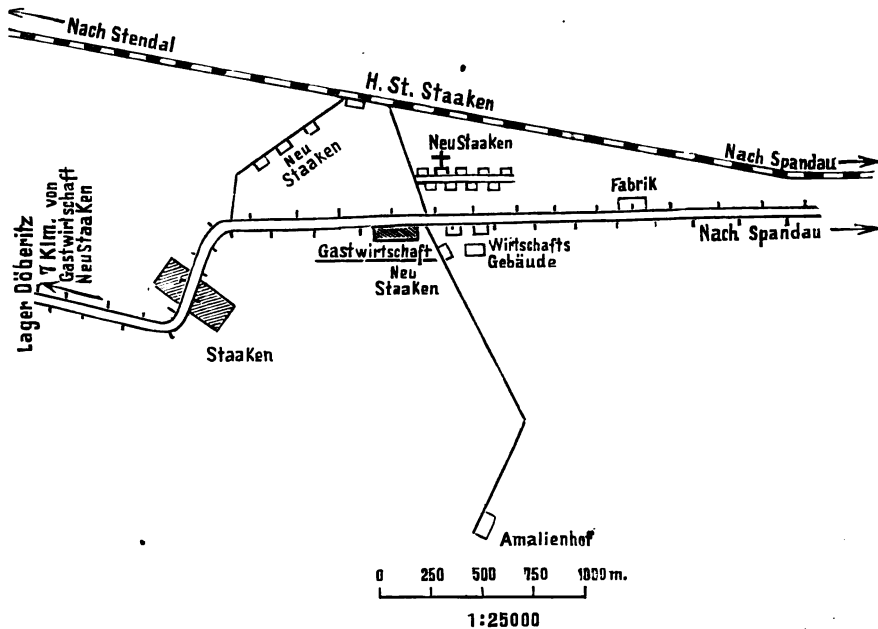 Nach Stendal
H. St. Staaken
Neu
Staaken
Neu Staaken
Nach Spandau
Fabrik
Nach Spandau
Gastwirtschaft
Neu
Staaken
Wirtschafts
Gebäude
Lager Döberitz
7 Klm. von
Gastwirtschaft
Neu Staaken
Staaken
Amalienhof
0 250 500 750 1000 m.
1:25000